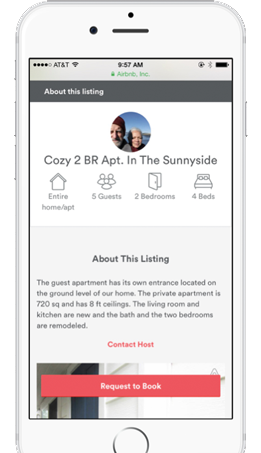 AT&T 9:57 AM
Airbnb, Inc.
About this listing
Cozy 2 BR Apt. In The Sunnyside
Entire home/apt 5 Guests 2 Bedrooms 4 Beds
About This Listing
The guest apartment has its own entrance located on
the ground level of our home. The private apartment is
720 sq and has 8 ft ceilings. The living room and
kitchen are new and the bath and the two bedrooms
are remodeled.
Contact Host
Request to Book